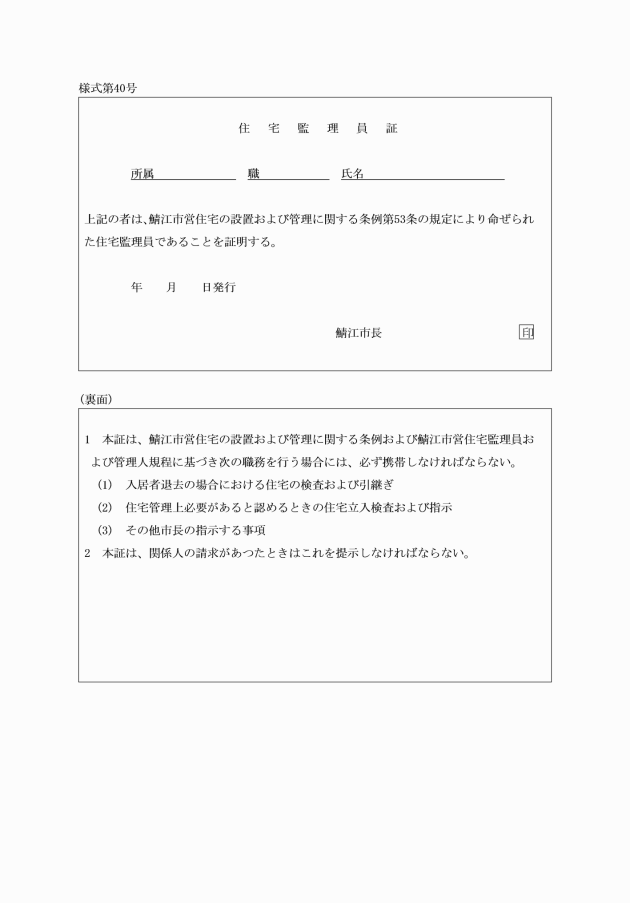 様式第40号
住　宅　監　理　員　証
所属　　　　　　　職　　　　　　氏名
上記の者は、鯖江市営住宅の設置および管理に関する条例第53条の規定により命ぜられ
た住宅監理員であることを証明する。
年　　月　　日発行
鯖江市長　　　　　　　　　　　　印
(裏面)
1　本証は、鯖江市営住宅の設置および管理に関する条例および鯖江市営住宅監理員お
よび管理人規程に基づき次の職務を行う場合には、必ず携帯しなければならない。
(1)　入居者退去の場合における住宅の検査および引継ぎ
(2)　住宅管理上必要があると認めるときの住宅立入検査および指示
(3)　その他市長の指示する事項
2　本証は、関係人の請求があつたときはこれを提示しなければならない。